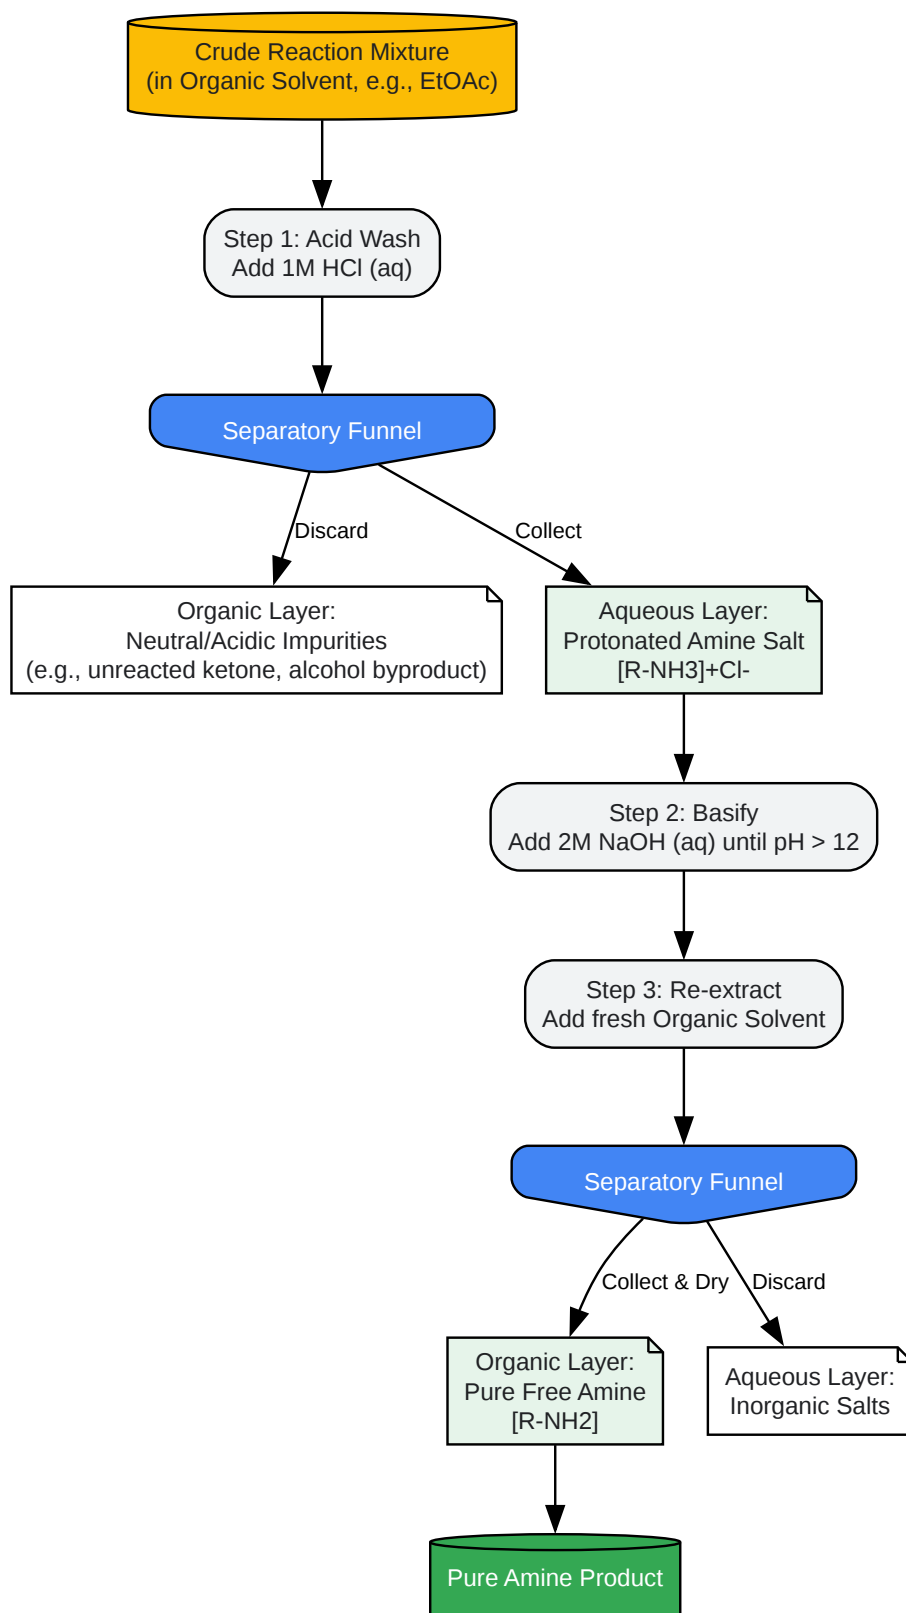 Crude Reaction Mixture
(in Organic Solvent, e.g., EtOAc)
Step 1: Acid Wash
Add 1M HCl (aq)
Separatory Funnel
Discard
Collect
Organic Layer:
Neutral/Acidic Impurities
(e.g., unreacted ketone, alcohol byproduct)
Aqueous Layer:
Protonated Amine Salt
[R-NH3]+Cl-
Step 2: Basify
Add 2M NaOH (aq) until pH > 12
Step 3: Re-extract
Add fresh Organic Solvent
Separatory Funnel
Collect & Dry
Discard
Organic Layer:
Pure Free Amine
[R-NH2]
Aqueous Layer:
Inorganic Salts
Pure Amine Product